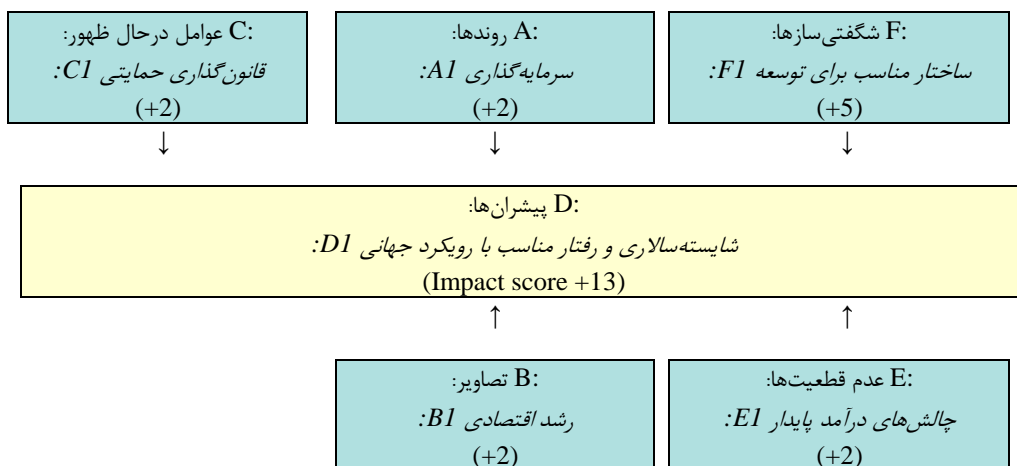 F: شگفتی‌سازها:
F1: ساختار مناسب برای توسعه
(+5)
A: روندها:
A1: سرمایه‌گذاری
(+2)
C: عوامل درحال ظهور:
C1: قانون‌گذاری حمایتی
(+2)
↓
↓
↓
D: پیشران‌ها:
D1: شایسته‌سالاری و رفتار مناسب با رویکرد جهانی
(Impact score +13)
↑
↑
E: عدم قطعیت‌ها:
E1: چالش‌های درآمد پایدار
(+2)
B: تصاویر:
B1: رشد اقتصادی
(+2)